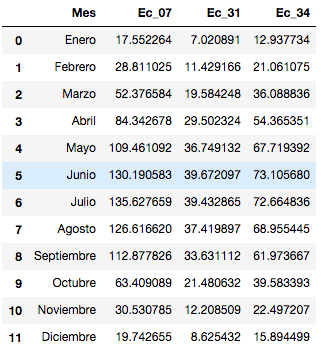 Mes Ec_07 Ec_31 Ec_34
0 Enero 17.552264 7.020891 12.937734
1 Febrero 28.811025 11.429166 21.061075
2 Marzo 52.376584 19.584248 36.088836
3 Abril 84.342678 29.502324 54.365351
4 Mayo 109.461092 36.749132 67.719392
5 Junio 130.190583 39.672097 73.105680
6 Julio 135.627659 39.432865 72.664836
7 Agosto 126.616620 37.419897 68.955445
8 Septiembre 112.877826 33.631112 61.973667
9 Octubre 63.409089 21.480632 39.583393
10 Noviembre 30.530785 12.208509 22.497207
11 Diciembre 19.742655 8.625432 15.894499